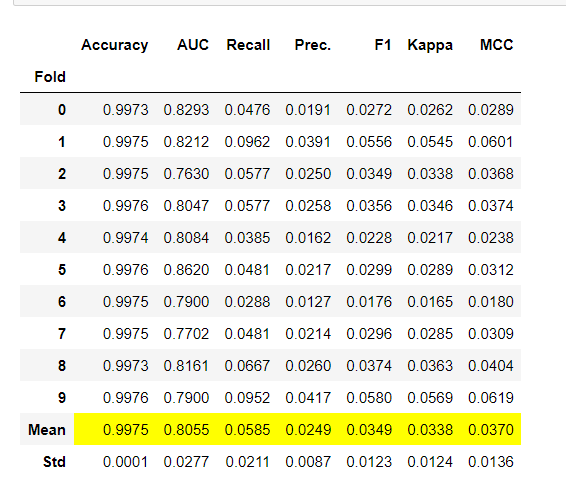 Accuracy AUC Recall Prec. F1 Kappa MCC
Fold
0 0.9973 0.8293 0.0476 0.0191 0.0272 0.0262 0.0289
1 0.9975 0.8212 0.0962 0.0391 0.0556 0.0545 0.0601
2 0.9975 0.7630 0.0577 0.0250 0.0349 0.0338 0.0368
3 0.9976 0.8047 0.0577 0.0258 0.0356 0.0346 0.0374
4 0.9974 0.8084 0.0385 0.0162 0.0228 0.0217 0.0238
5 0.9976 0.8620 0.0481 0.0217 0.0299 0.0289 0.0312
6 0.9975 0.7900 0.0288 0.0127 0.0176 0.0165 0.0180
7 0.9975 0.7702 0.0481 0.0214 0.0296 0.0285 0.0309
8 0.9973 0.8161 0.0667 0.0260 0.0374 0.0363 0.0404
9 0.9976 0.7900 0.0952 0.0417 0.0580 0.0569 0.0619
Mean 0.9975 0.8055 0.0585 0.0249 0.0349 0.0338 0.0370
Std 0.0001 0.0277 0.0211 0.0087 0.0123 0.0124 0.0136